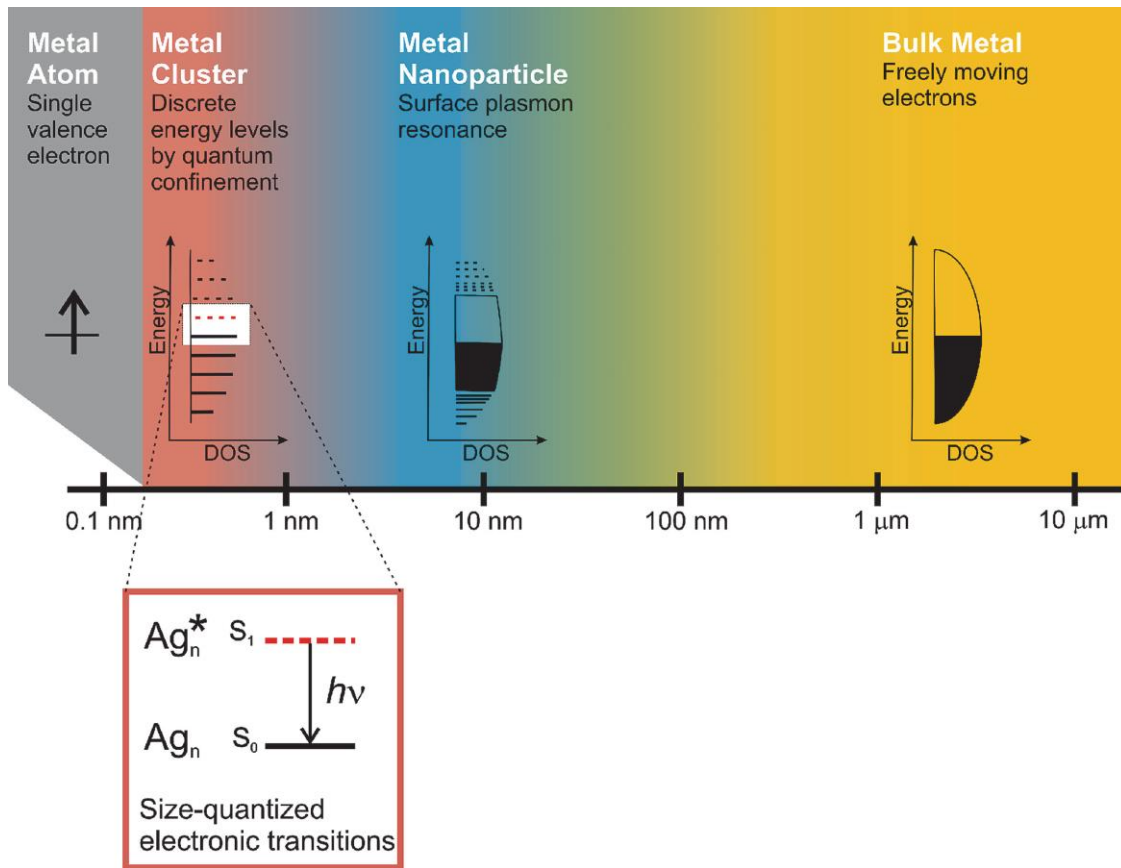 Metal
Atom
Single
valence
electron
Metal
Cluster
Discrete
energy levels
by quantum
confinement
Metal
Nanoparticle
Surface plasmon
resonance
Bulk Metal
Freely moving
electrons
Energy
DOS
Energy
DOS
Energy
DOS
0.1 nm
1 nm
10 nm
100 nm
1 μm
10 μm
Agₙ* S₁
hν
Agₙ S₀
Size-quantized
electronic transitions